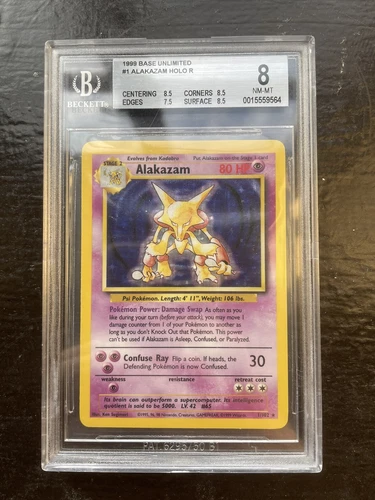 1999 BASE UNLIMITED
#1 ALAKAZAM HOLO R
CENTERING 8.5 CORNERS 8.5
EDGES 7.5 SURFACE 8.5
8
NM-MT
0015559564
B
BECKETT
Evolves from Kadabra Put Alakazam on the Stage 1 card
STAGE 2
Alakazam 80 HP
Psi Pokémon. Length: 4' 11", Weight: 106 lbs.
Pokémon Power: Damage Swap As often as you
like during your turn (before your attack), you may move 1
damage counter from 1 of your Pokémon to another as
long as you don't Knock Out that Pokémon. This power
can't be used if Alakazam is Asleep, Confused, or Paralyzed.
Confuse Ray Flip a coin. If heads, the
Defending Pokémon is now Confused.
30
weakness resistance retreat cost
Its brain can outperform a supercomputer. Its intelligence
quotient is said to be 5000. LV. 42 #65
1/102